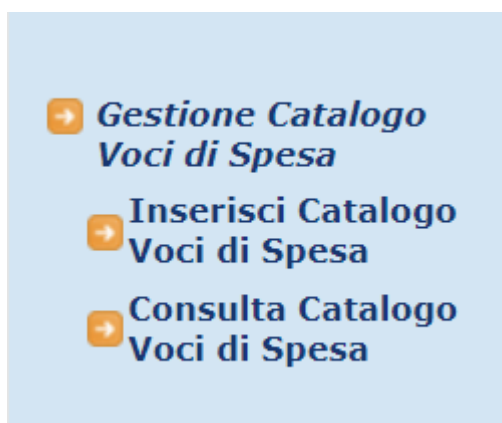 Gestione Catalogo
Voci di Spesa
Inserisci Catalogo
Voci di Spesa
Consulta Catalogo
Voci di Spesa